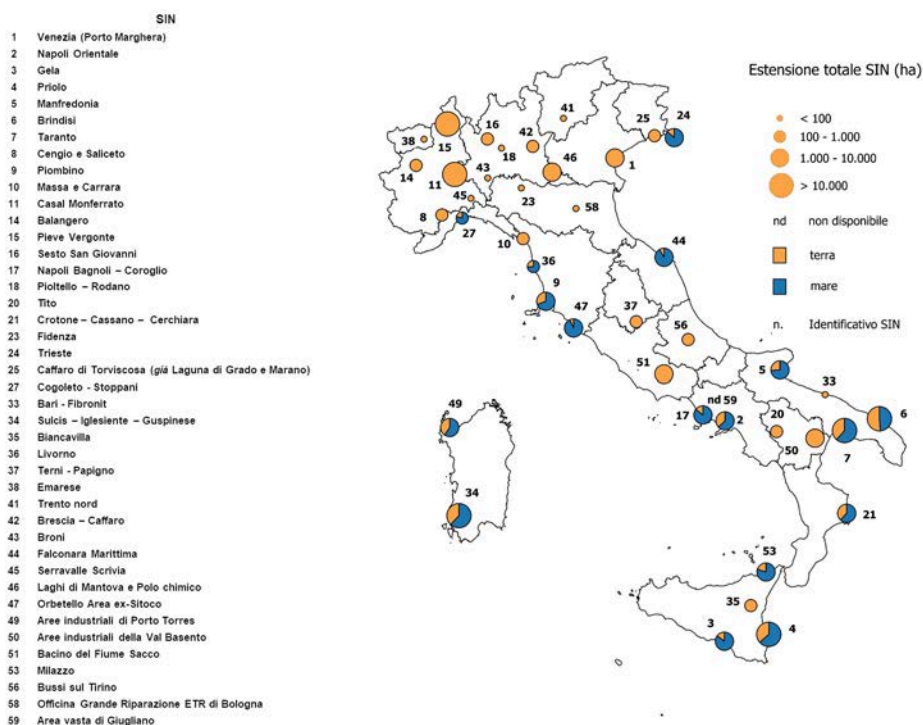 SIN
1 Venezia (Porto Marghera)
2 Napoli Orientale
3 Gela
4 Priolo
5 Manfredonia
6 Brindisi
7 Taranto
8 Cengio e Saliceto
9 Piombino
10 Massa e Carrara
11 Casal Monferrato
14 Balangero
15 Pieve Vergonte
16 Sesto San Giovanni
17 Napoli Bagnoli – Coroglio
18 Pioltello – Rodano
20 Tito
21 Crotone – Cassano – Cerchiara
23 Fidenza
24 Trieste
25 Caffaro di Torviscosa (già Laguna di Grado e Marano)
27 Cogoleto - Stoppani
33 Bari - Fibronit
34 Sulcis – Iglesiente – Guspinese
35 Biancavilla
36 Livorno
37 Terni - Papigno
38 Emarese
41 Trento nord
42 Brescia – Caffaro
43 Broni
44 Falconara Marittima
45 Serravalle Scrivia
46 Laghi di Mantova e Polo chimico
47 Orbetello Area ex-Sitoco
49 Aree industriali di Porto Torres
50 Aree industriali della Val Basento
51 Bacino del Fiume Sacco
53 Milazzo
56 Bussi sul Tirino
58 Officina Grande Riparazione ETR di Bologna
59 Area vasta di Giugliano
41
25
24
16
42
38
15
18
46
1
14
11
43
23
45
58
8
27
10
44
36
9
37
47
56
51
5
33
nd 59
6
49
17
2
20
50
7
34
21
53
35
3
4
Estensione totale SIN (ha)
< 100
100 - 1.000
1.000 - 10.000
> 10.000
nd non disponibile
terra
mare
n. Identificativo SIN